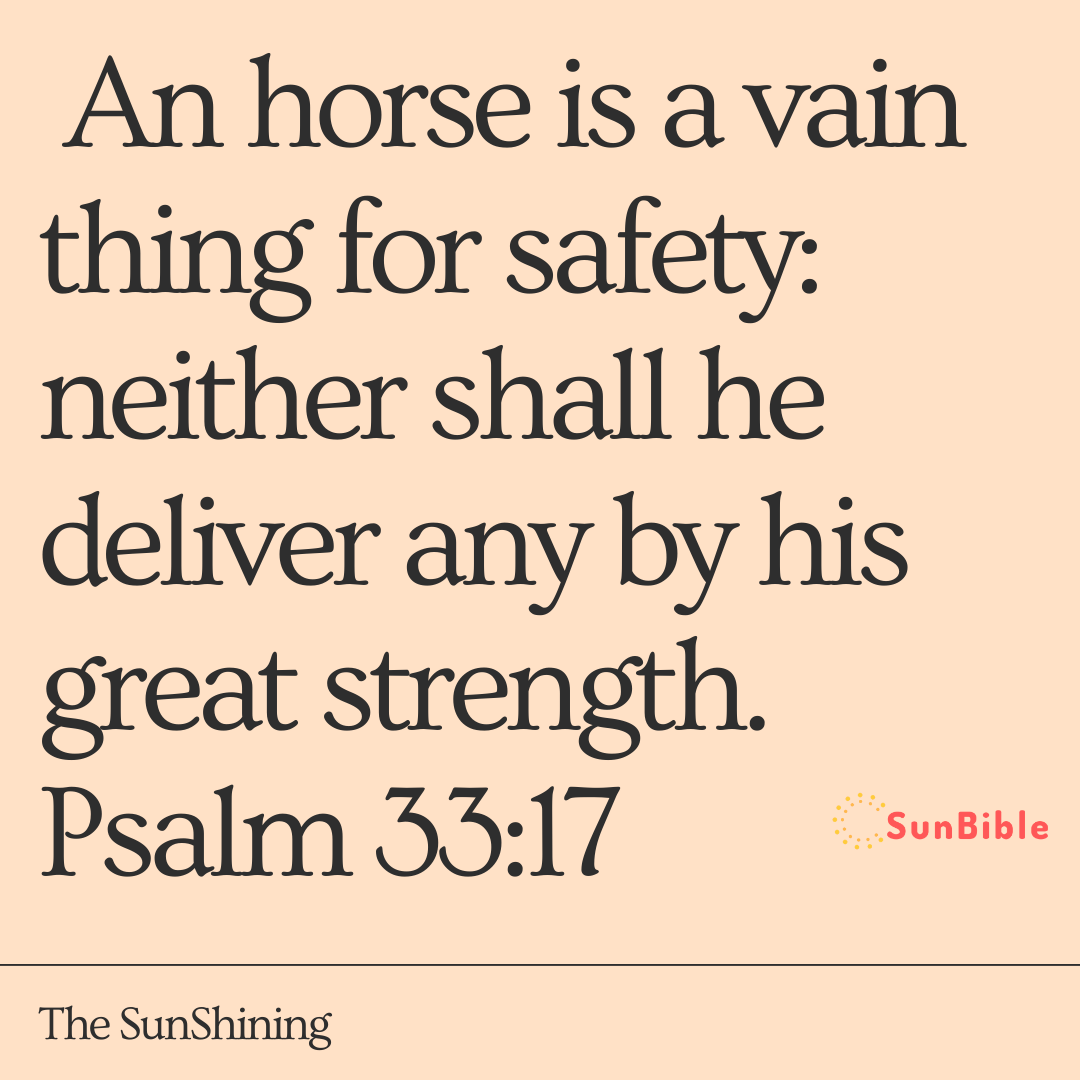 An horse is a vain
thing for safety:
neither shall he
deliver any by his
great strength.
Psalm 33:17
SunBible
The SunShining